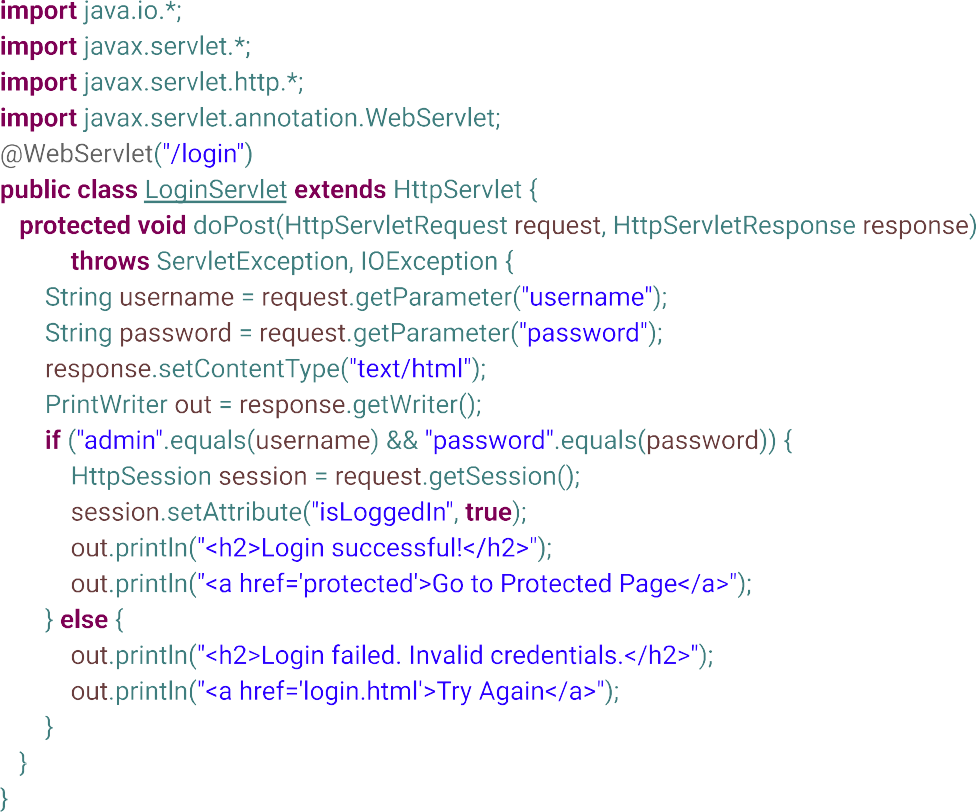 import java.io.*;
import javax.servlet.*;
import javax.servlet.http.*;
import javax.servlet.annotation.WebServlet;
@WebServlet("/login")
public class LoginServlet extends HttpServlet {
protected void doPost(HttpServletRequest request, HttpServletResponse response)
throws ServletException, IOException {
String username = request.getParameter("username");
String password = request.getParameter("password");
response.setContentType("text/html");
PrintWriter out = response.getWriter();
if ("admin".equals(username) && "password".equals(password)) {
HttpSession session = request.getSession();
session.setAttribute("isLoggedIn", true);
out.println("<h2>Login successful!</h2>");
out.println("<a href='protected'>Go to Protected Page</a>");
} else {
out.println("<h2>Login failed. Invalid credentials.</h2>");
out.println("<a href='login.html'>Try Again</a>");
}
}
}